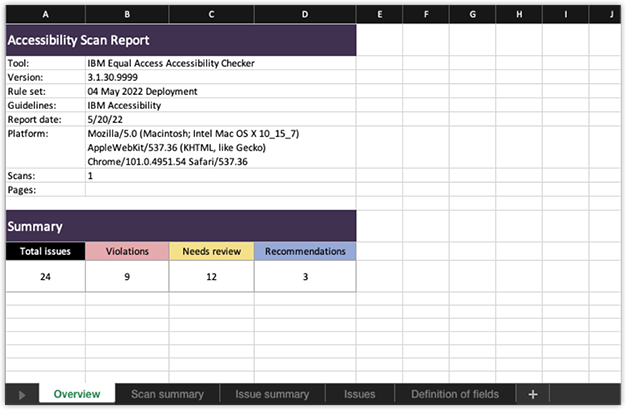 A B C D E F G H I J
Accessibility Scan Report
Tool: IBM Equal Access Accessibility Checker
Version: 3.1.30.9999
Rule set: 04 May 2022 Deployment
Guidelines: IBM Accessibility
Report date: 5/20/22
Platform: Mozilla/5.0 (Macintosh; Intel Mac OS X 10_15_7)
AppleWebKit/537.36 (KHTML, like Gecko)
Chrome/101.0.4951.54 Safari/537.36
Scans: 1
Pages:
Summary
Total issues Violations Needs review Recommendations
24 9 12 3
Overview Scan summary Issue summary Issues Definition of fields +